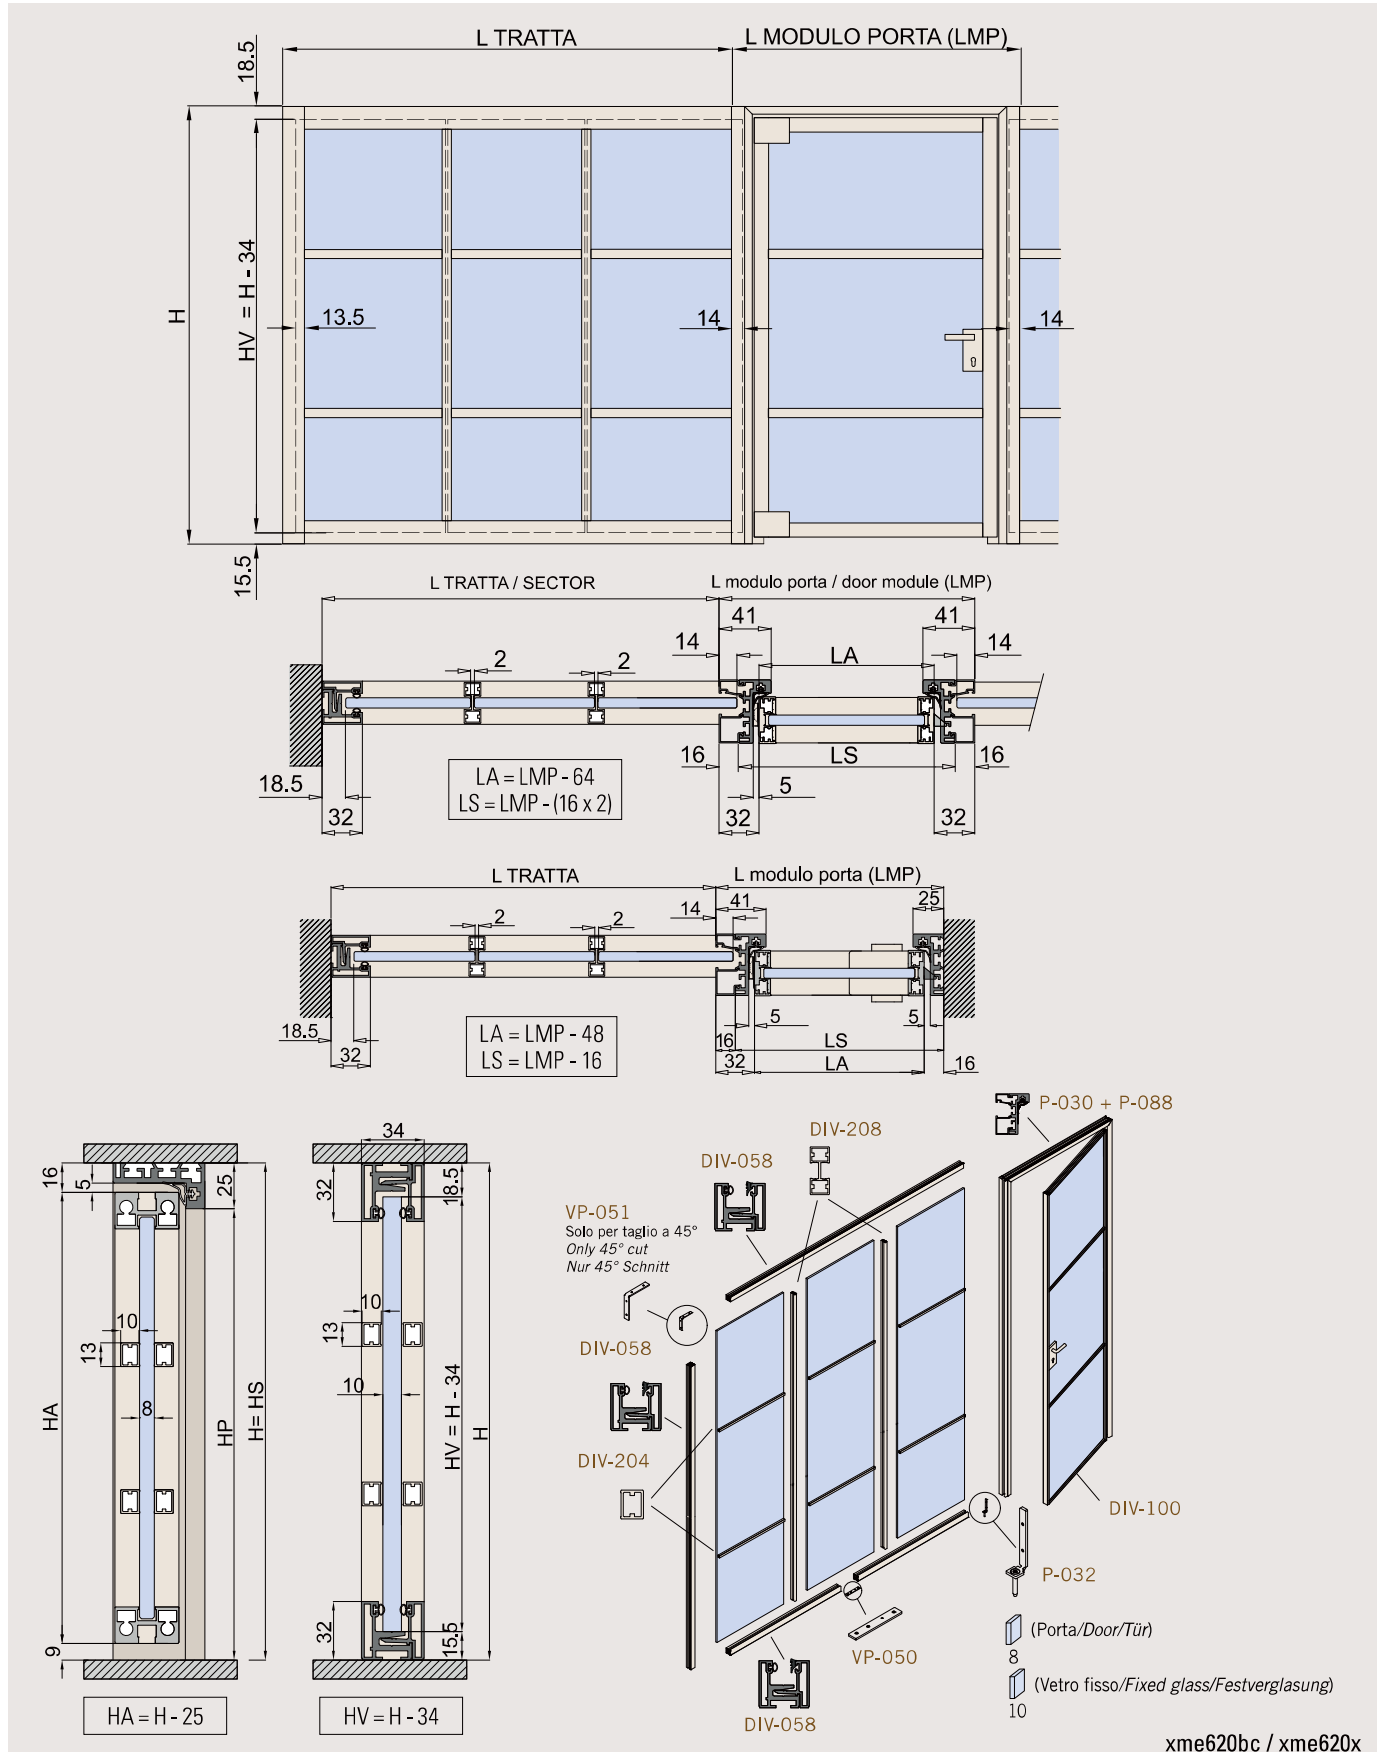 L TRATTA
L MODULO PORTA (LMP)
18.5
H
HV = H - 34
13.5
14
14
15.5
L TRATTA / SECTOR
L modulo porta / door module (LMP)
41
41
14
14
2
2
LA
16
LS
16
18.5
5
32
32
32
LA = LMP - 64
LS = LMP - (16 x 2)
L TRATTA
L modulo porta (LMP)
41
25
14
2
2
18.5
5
5
16
LS
32
32
LA
16
LA = LMP - 48
LS = LMP - 16
16
5
25
10
13
8
HA
HP
H= HS
9
HA = H - 25
34
32
18.5
10
13
10
HV = H - 34
H
32
15.5
HV = H - 34
P-030 + P-088
DIV-208
DIV-058
VP-051
Solo per taglio a 45°
Only 45° cut
Nur 45° Schnitt
DIV-058
DIV-204
DIV-100
P-032
VP-050
DIV-058
(Porta/Door/Tür)
8
(Vetro fisso/Fixed glass/Festverglasung)
10
xme620bc / xme620x